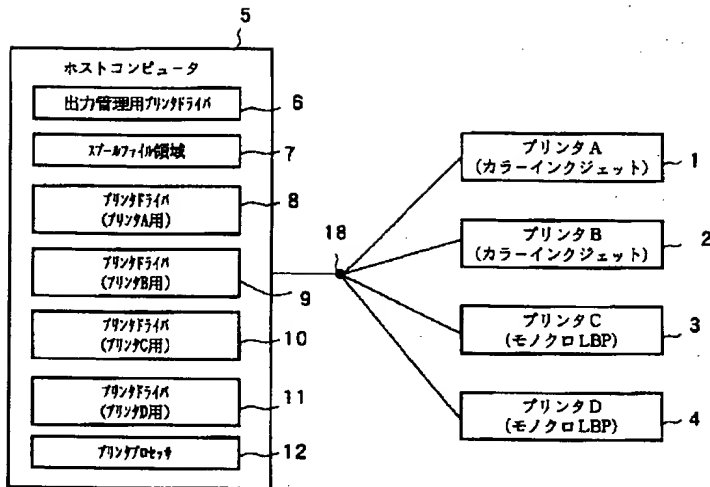 5
ホストコンピュータ
出力管理用プリンタドライバ
6
スプールファイル領域
7
プリンタドライバ
(プリンタA用)
8
プリンタドライバ
(プリンタB用)
9
プリンタドライバ
(プリンタC用)
10
プリンタドライバ
(プリンタD用)
11
プリンタプロセッサ
12
18
プリンタA
(カラーインクジェット)
1
プリンタB
(カラーインクジェット)
2
プリンタC
(モノクロLBP)
3
プリンタD
(モノクロLBP)
4